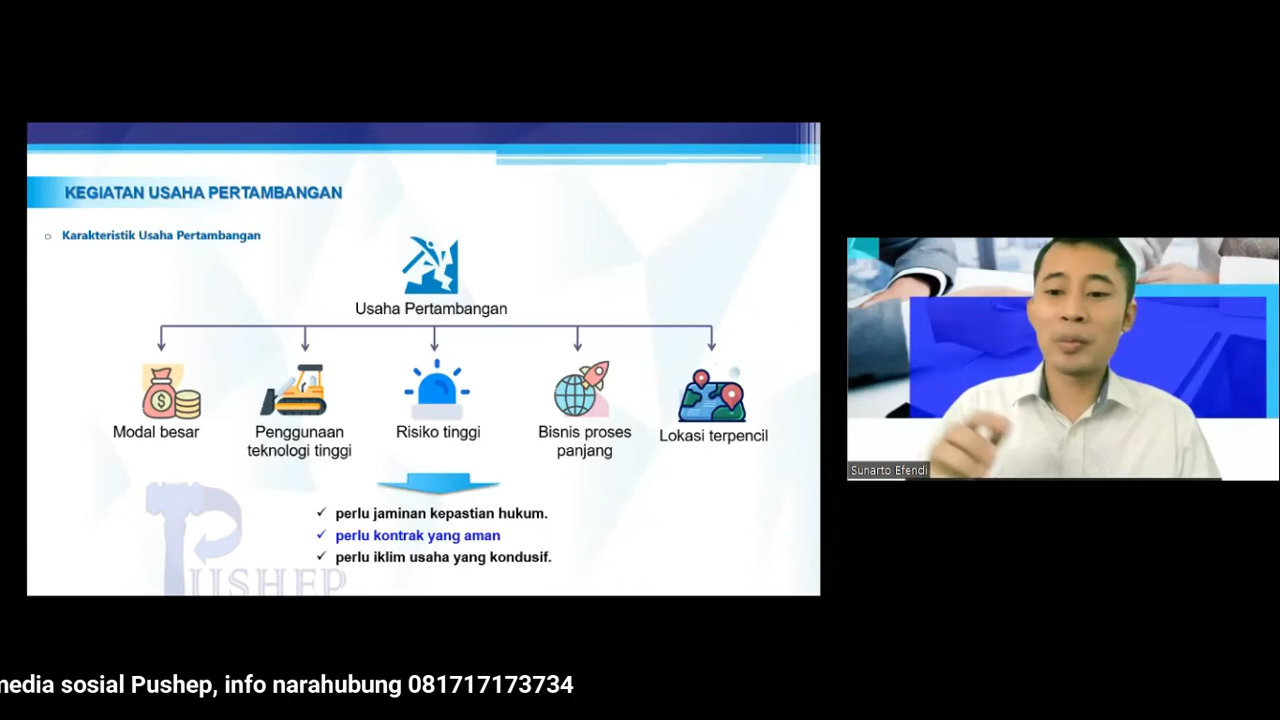 KEGIATAN USAHA PERTAMBANGAN
Karakteristik Usaha Pertambangan
Usaha Pertambangan
Modal besar
Penggunaan
teknologi tinggi
Risiko tinggi
Bisnis proses
panjang
Lokasi terpencil
perlu jaminan kepastian hukum.
perlu kontrak yang aman
perlu iklim usaha yang kondusif.
PUSHEP
Sunarto Efendi
media sosial Pushep, info narahubung 081717173734